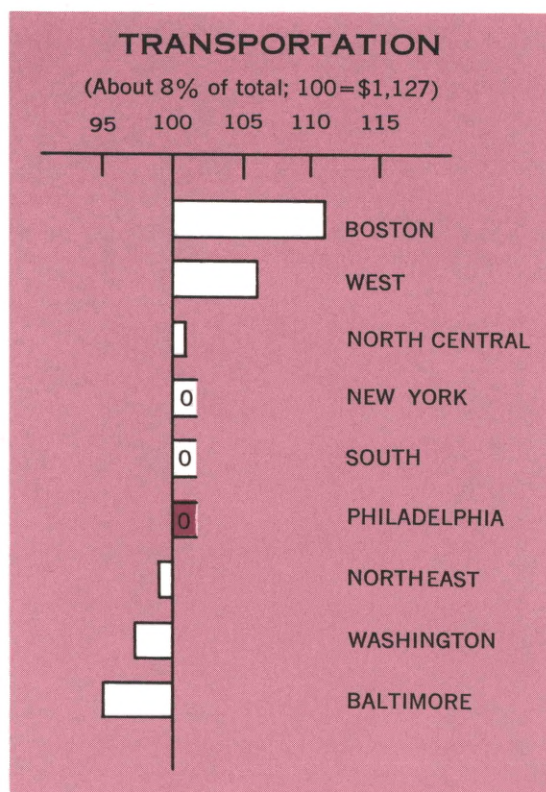 TRANSPORTATION
(About 8% of total; 100=$1,127)
95 100 105 110 115
BOSTON
WEST
NORTH CENTRAL
0 NEW YORK
0 SOUTH
0 PHILADELPHIA
NORTHEAST
WASHINGTON
BALTIMORE